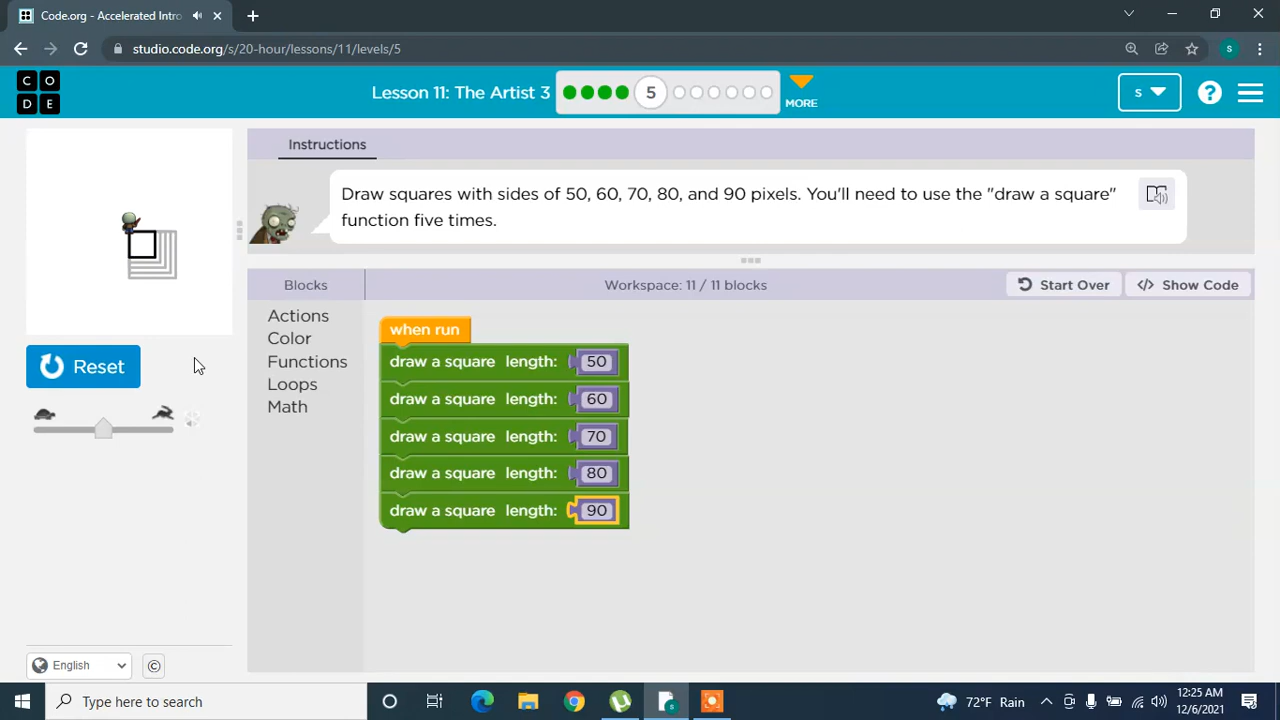 Code.org - Accelerated Intro
studio.code.org/s/20-hour/lessons/11/levels/5
s
C O
D E
Lesson 11: The Artist 3
5
MORE
s
?
Instructions
Draw squares with sides of 50, 60, 70, 80, and 90 pixels. You'll need to use the "draw a square"
function five times.
Blocks
Workspace: 11 / 11 blocks
Start Over
</> Show Code
Actions
Color
Functions
Loops
Math
when run
draw a square length: 50
draw a square length: 60
draw a square length: 70
draw a square length: 80
draw a square length: 90
Reset
English
©
Type here to search
72°F Rain
12:25 AM
12/6/2021